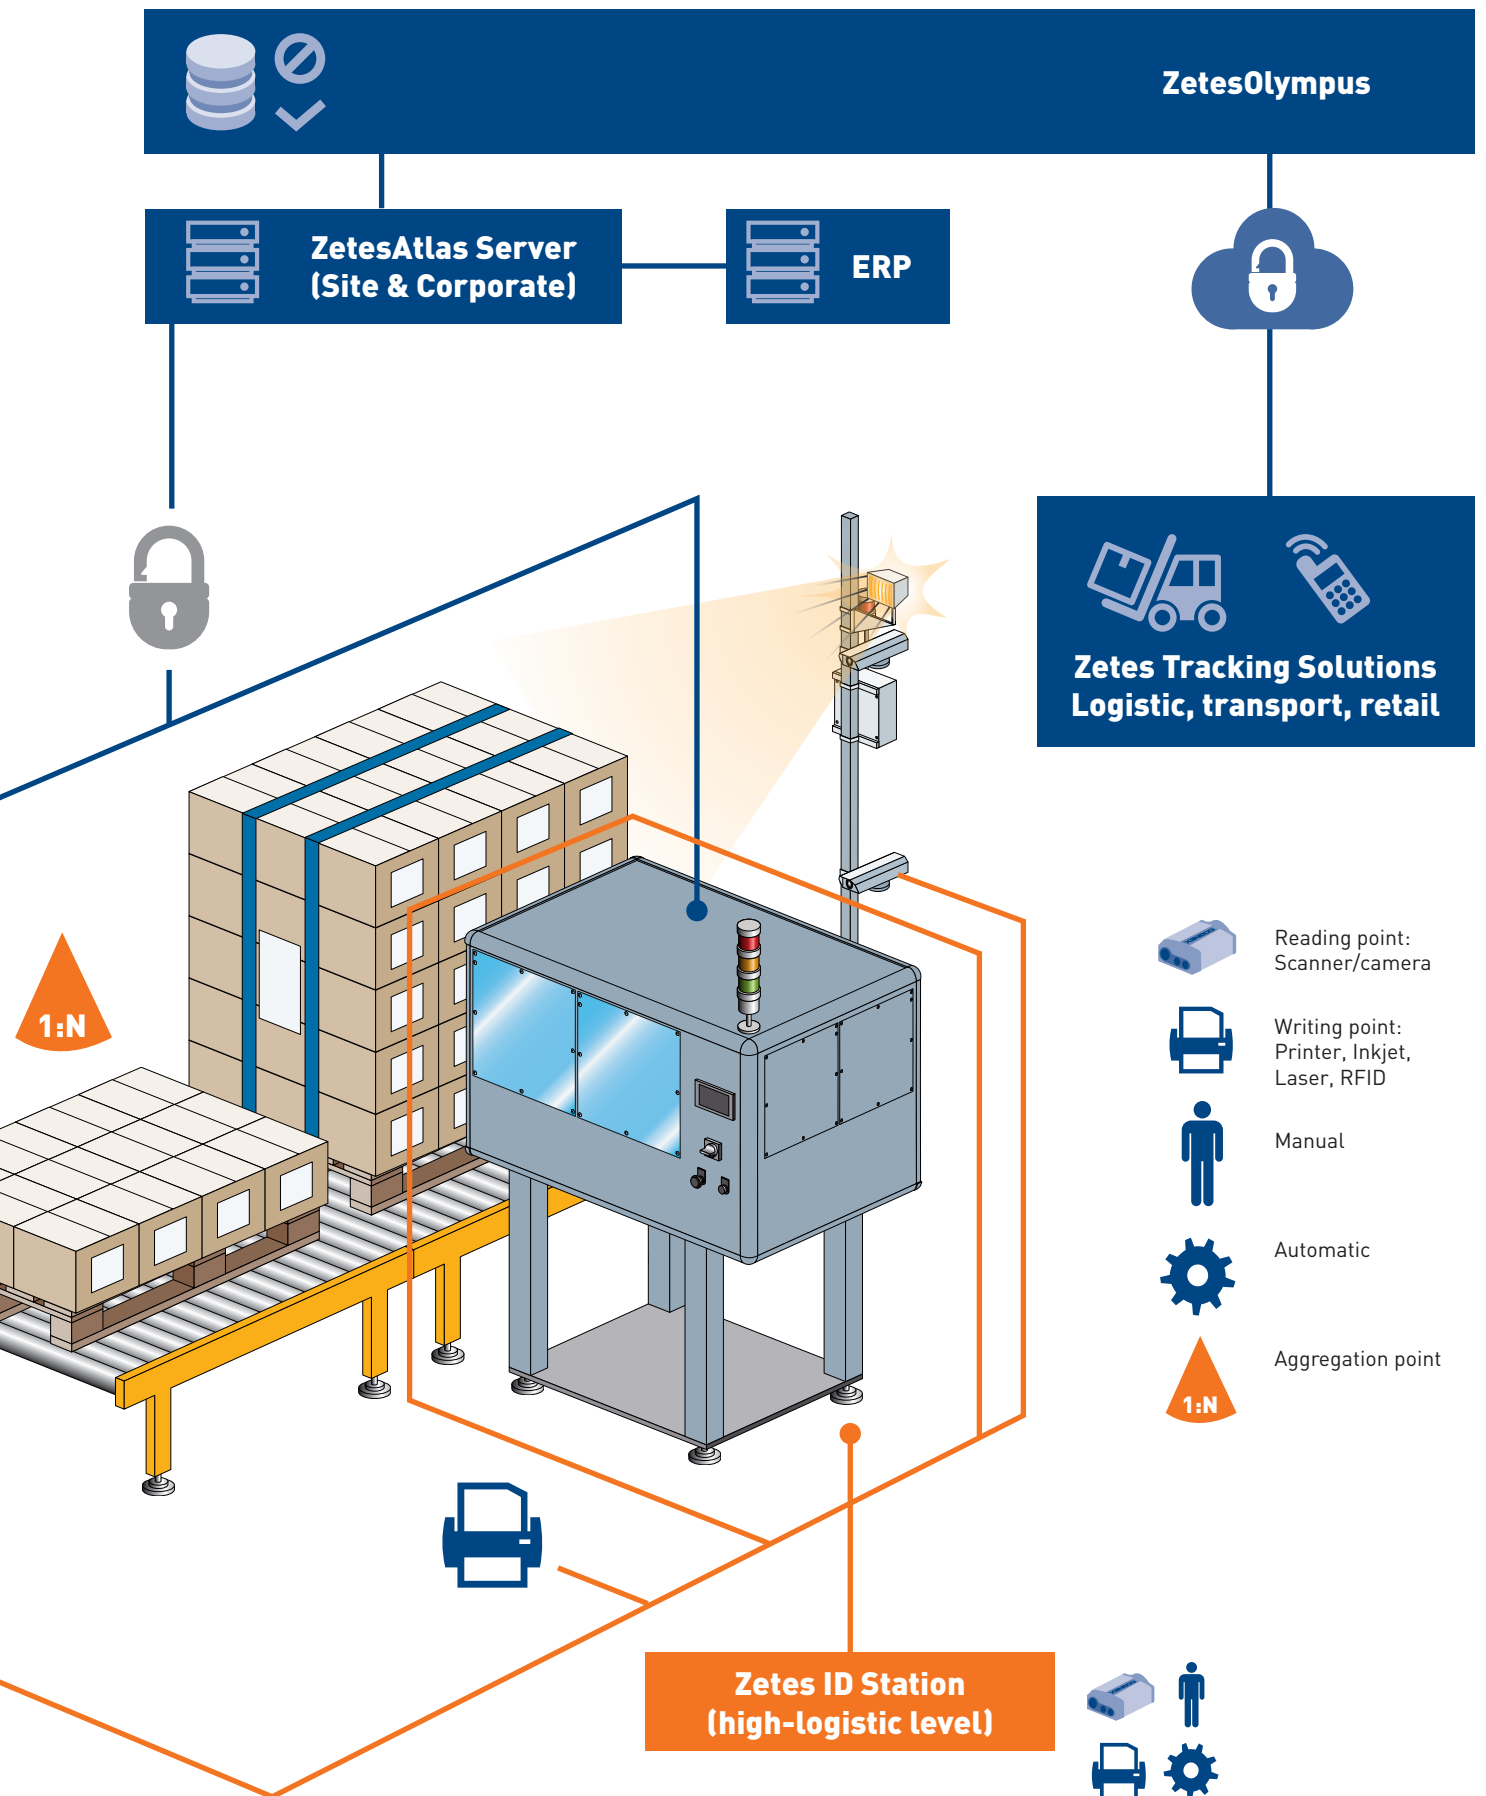 ZetesOlympus
ZetesAtlas Server
(Site & Corporate)
ERP
Zetes Tracking Solutions
Logistic, transport, retail
1:N
Reading point:
Scanner/camera
Writing point:
Printer, Inkjet,
Laser, RFID
Manual
Automatic
Aggregation point
1:N
Zetes ID Station
(high-logistic level)